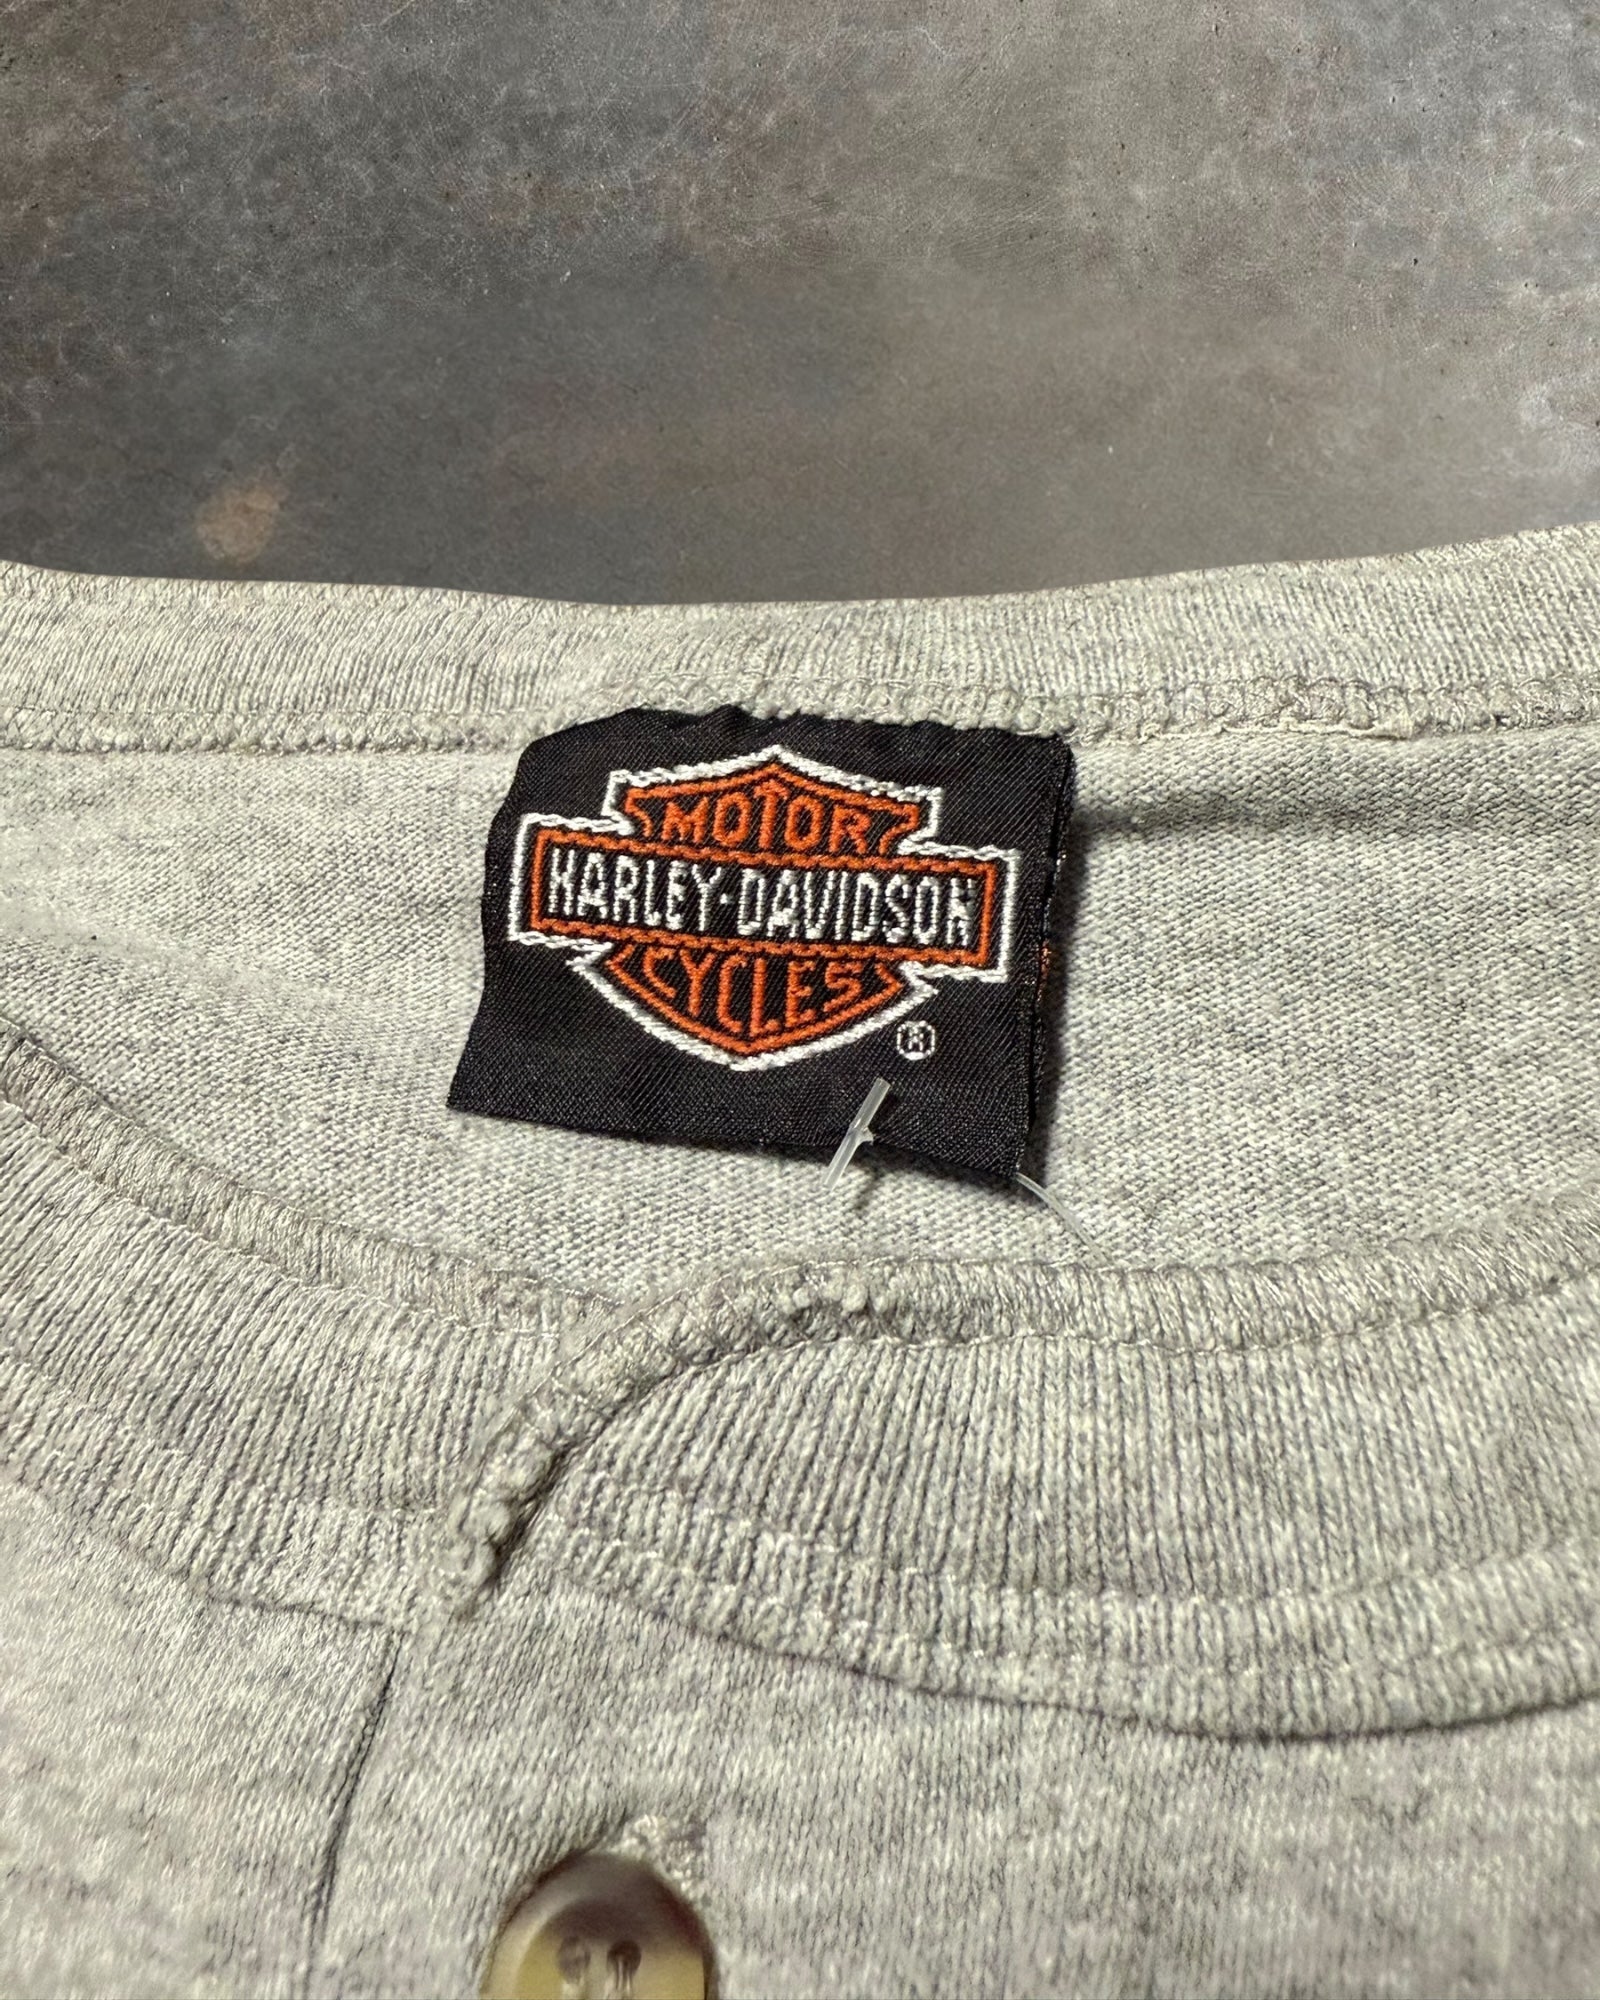 MOTOR
HARLEY-DAVIDSON
CYCLES
®